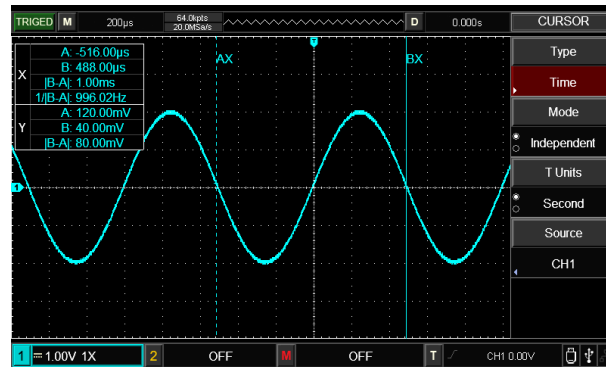 TRIGED M 200µs 64.0kpts D 0.000s CURSOR
20.0MSa/s
T
Type
AX BX
A: -516.00µs
B: 488.00µs
X
|B-A|: 1.00ms
1/|B-A|: 996.02Hz
A: 120.00mV
Y B: 40.00mV
|B-A|: 80.00mV
Time
Mode
Independent
T Units
1
Second
Source
CH1
1 1.00V 1X 2 OFF M OFF T CH1 0.00V